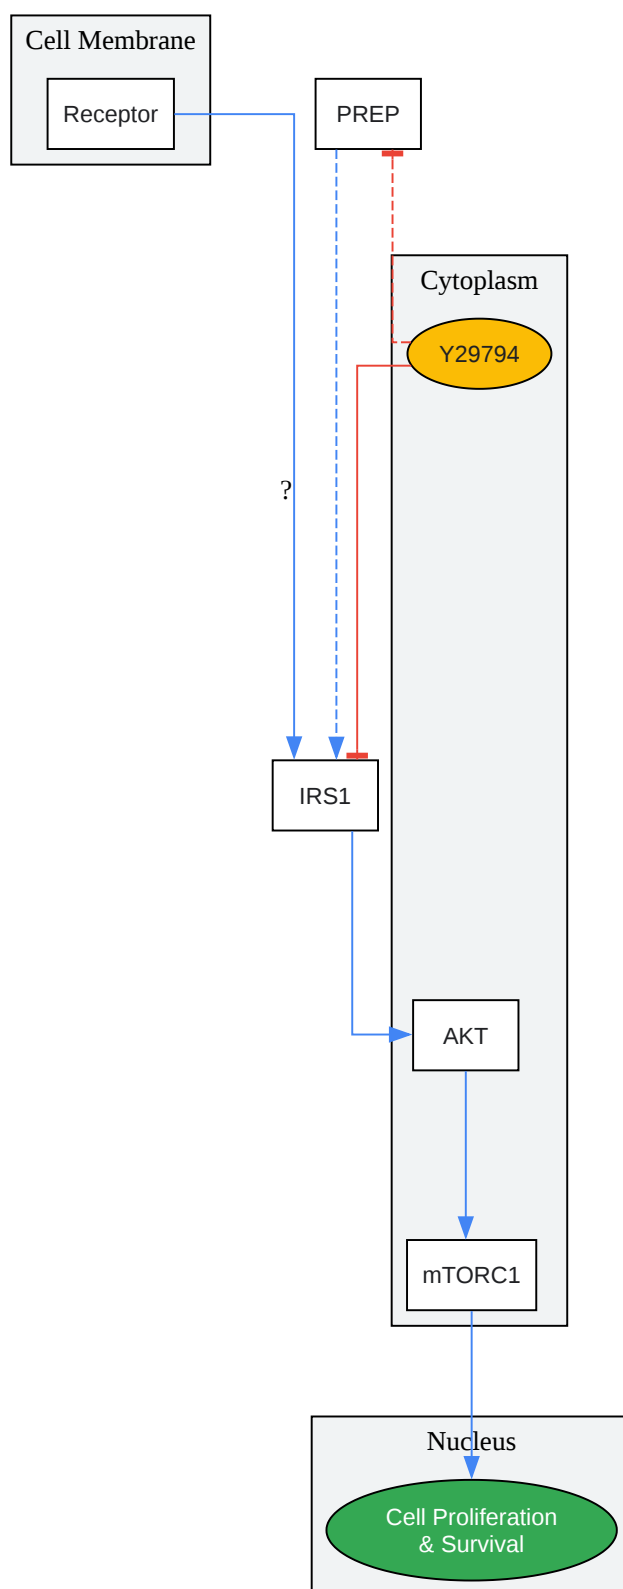 Cell Membrane
Receptor
PREP
Cytoplasm
Y29794
?
IRS1
AKT
mTORC1
Nucleus
Cell Proliferation
& Survival